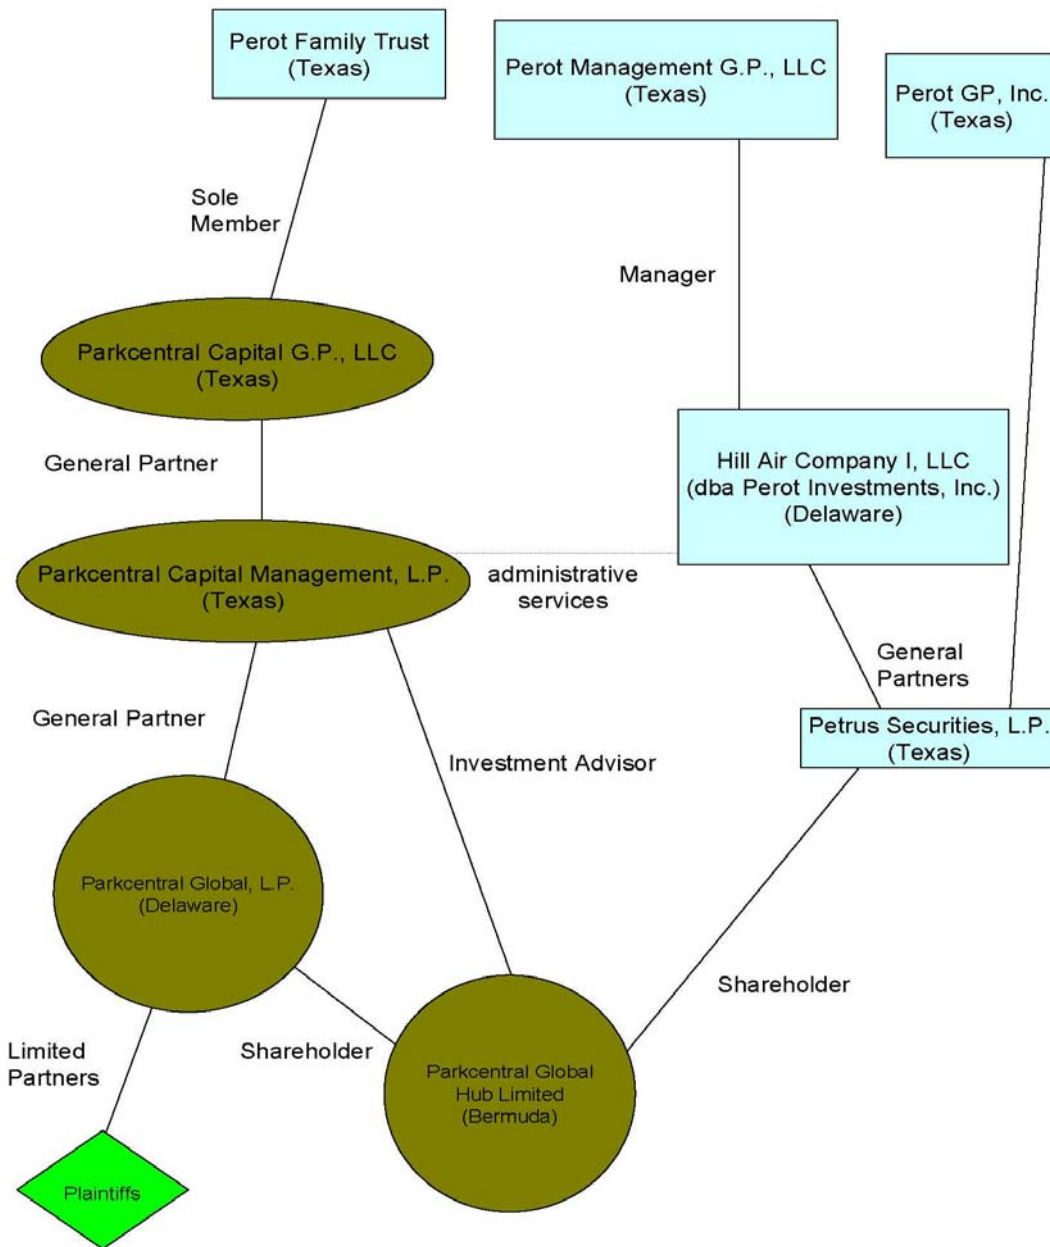 Perot Family Trust
(Texas)
Perot Management G.P., LLC
(Texas)
Perot GP, Inc.
(Texas)
Sole
Member
Manager
Parkcentral Capital G.P., LLC
(Texas)
General Partner
Hill Air Company I, LLC
(dba Perot Investments, Inc.)
(Delaware)
Parkcentral Capital Management, L.P.
(Texas)
administrative
services
General
Partners
General Partner
Investment Advisor
Petrus Securities, L.P.
(Texas)
Parkcentral Global, L.P.
(Delaware)
Shareholder
Limited
Partners
Shareholder
Parkcentral Global
Hub Limited
(Bermuda)
Plaintiffs